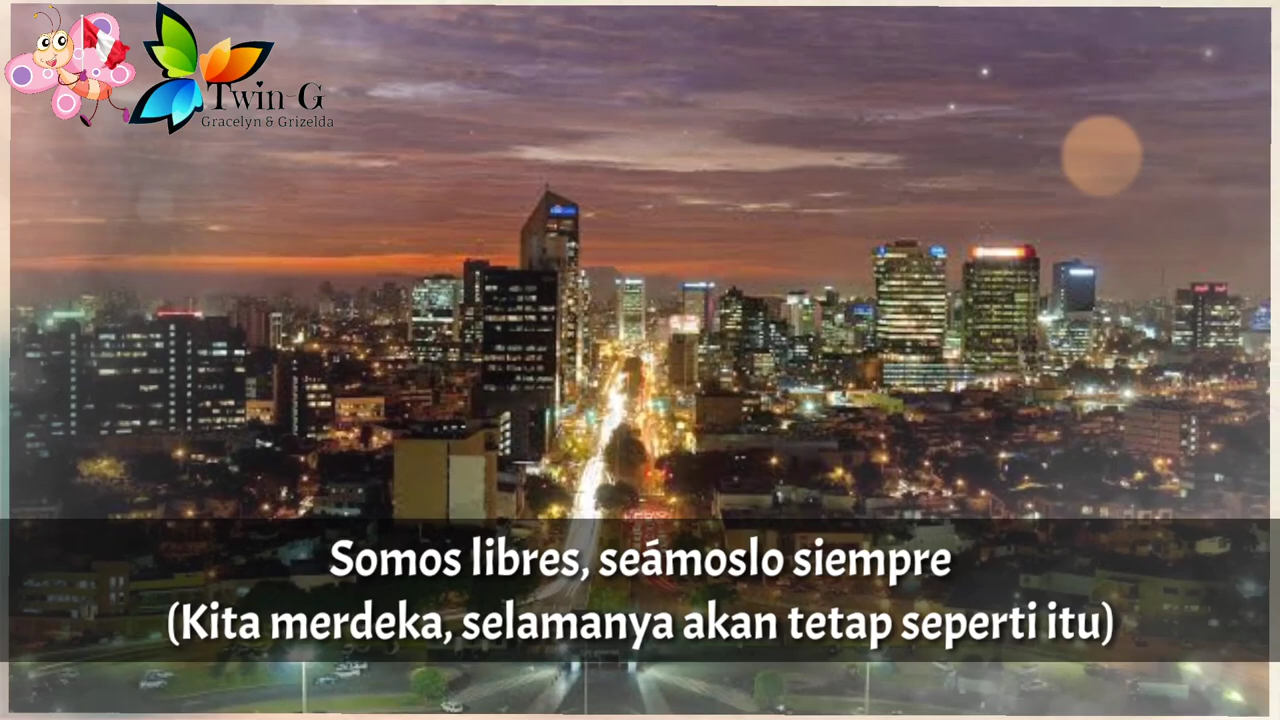 Twin-G
Gracelyn & Grizelda
Somos libres, seámoslo siempre
(Kita merdeka, selamanya akan tetap seperti itu)